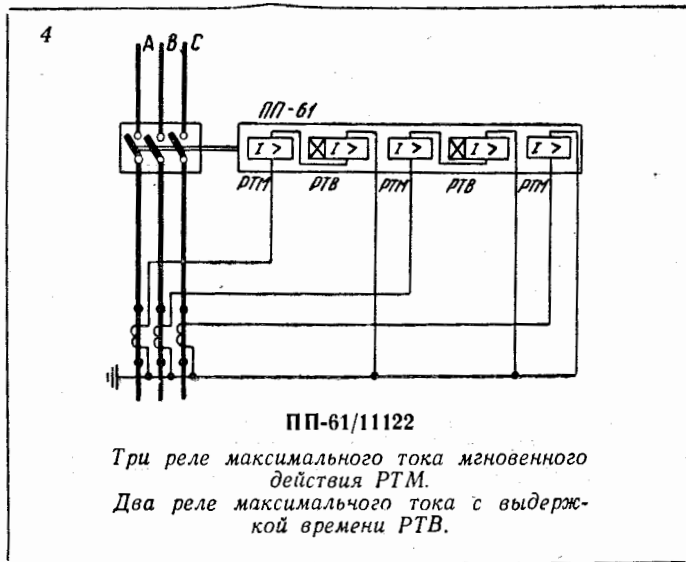 4
А В С
ПП-61
I > I > I > I > I >
РТМ РТВ РТМ РТВ РТМ
ПП-61/11122
Три реле максимального тока мгновенного
действия РТМ.
Два реле максимального тока с выдерж-
кой времени РТВ.